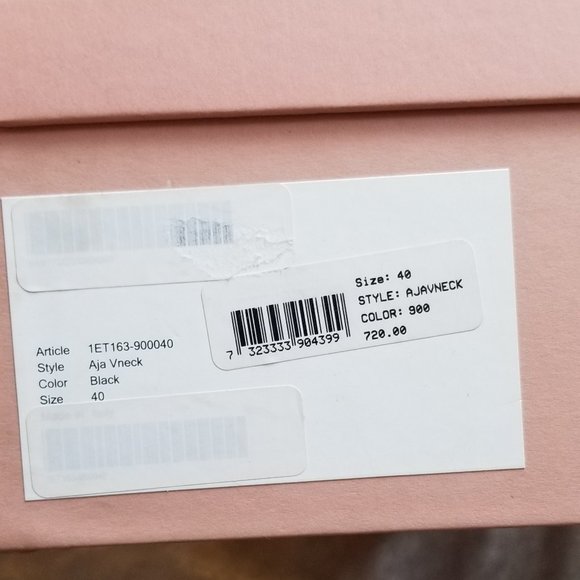 Size: 40
STYLE: AJAVNECK
COLOR: 900
720.00
7 323333 904399
Article 1ET163-900040
Style Aja Vneck
Color Black
Size 40